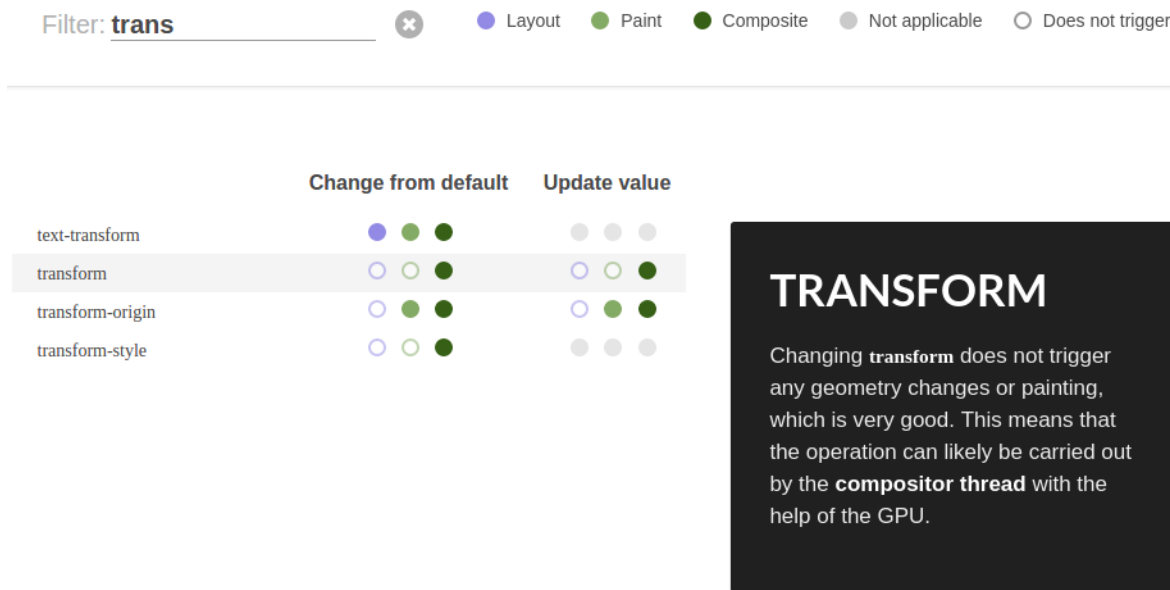 Filter: trans
Layout Paint Composite Not applicable Does not trigger
Change from default Update value
text-transform
transform
transform-origin
transform-style
TRANSFORM
Changing transform does not trigger
any geometry changes or painting,
which is very good. This means that
the operation can likely be carried out
by the compositor thread with the
help of the GPU.